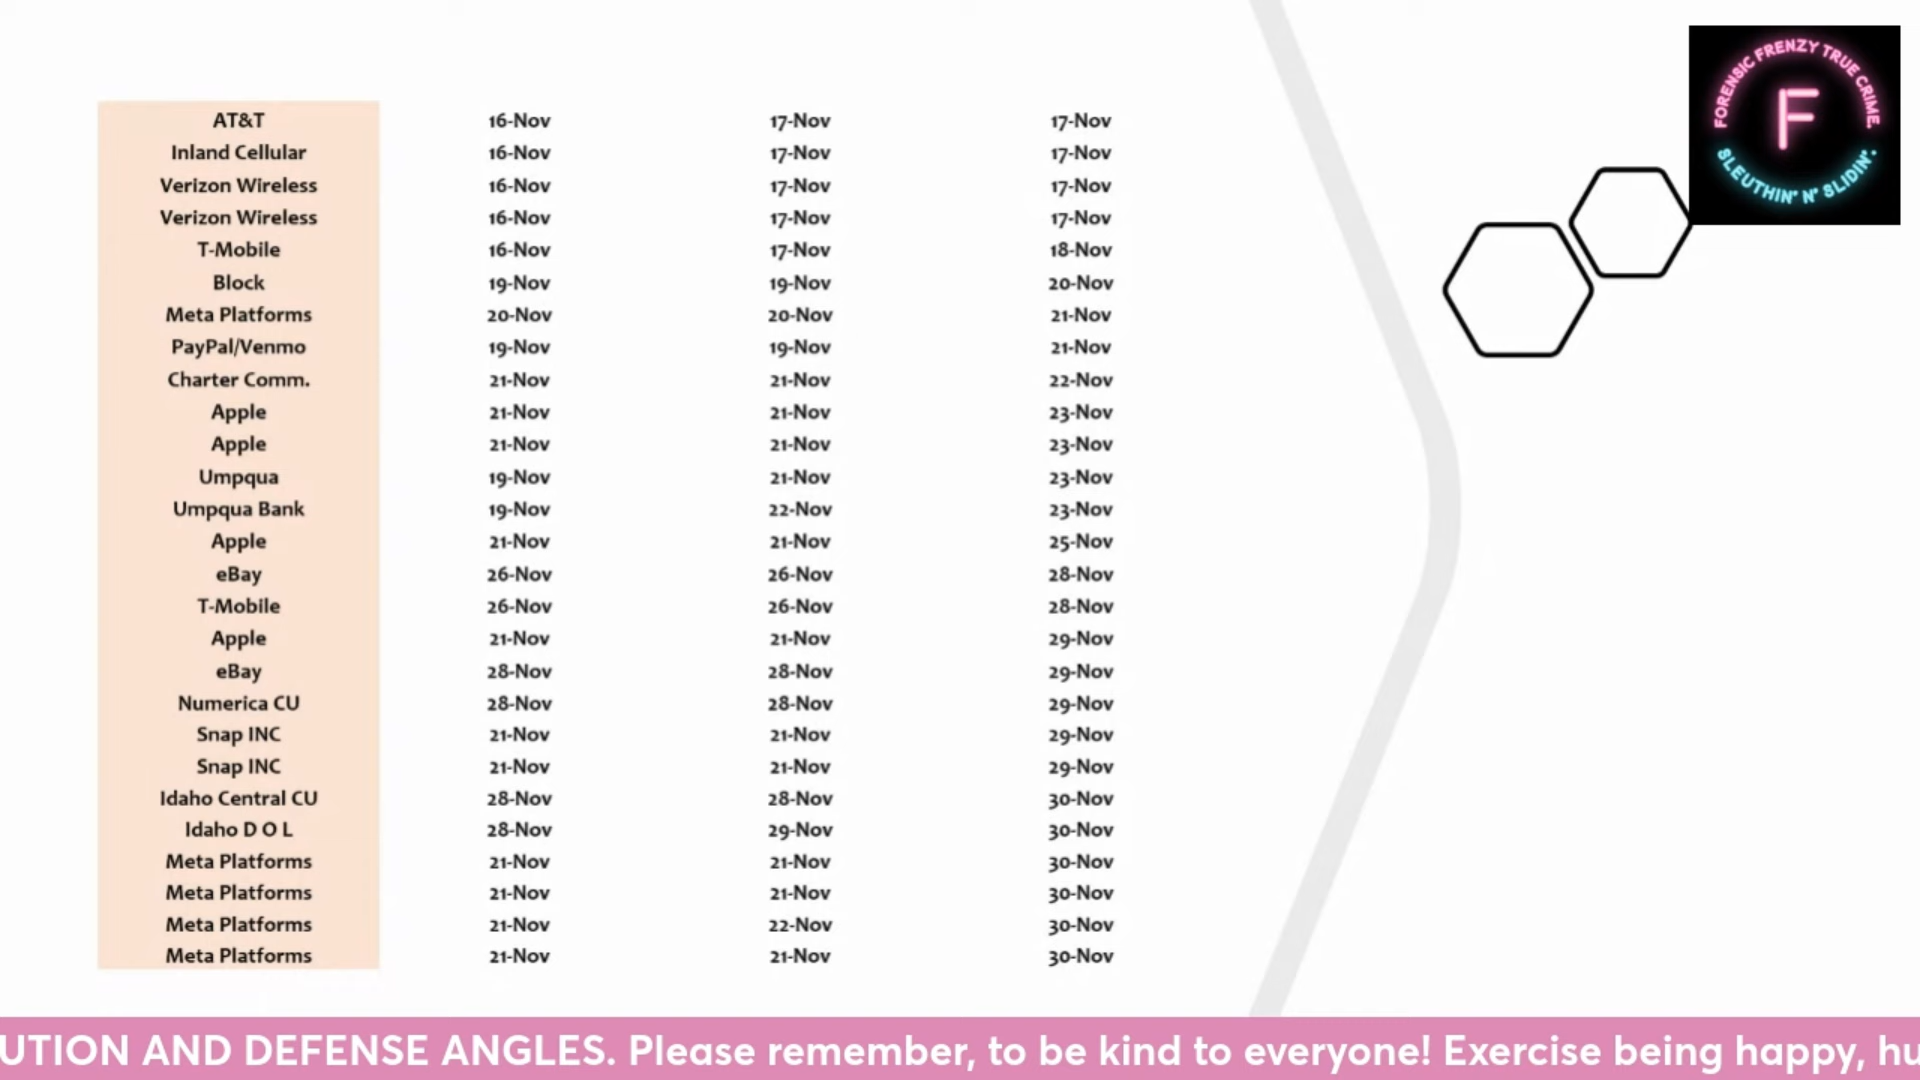 FORENSIC FRENZY TRUE CRIME.
F
SLEUTHIN' N' SLIDIN'.
AT&T 16-Nov 17-Nov 17-Nov
Inland Cellular 16-Nov 17-Nov 17-Nov
Verizon Wireless 16-Nov 17-Nov 17-Nov
Verizon Wireless 16-Nov 17-Nov 17-Nov
T-Mobile 16-Nov 17-Nov 18-Nov
Block 19-Nov 19-Nov 20-Nov
Meta Platforms 20-Nov 20-Nov 21-Nov
PayPal/Venmo 19-Nov 19-Nov 21-Nov
Charter Comm. 21-Nov 21-Nov 22-Nov
Apple 21-Nov 21-Nov 23-Nov
Apple 21-Nov 21-Nov 23-Nov
Umpqua 19-Nov 21-Nov 23-Nov
Umpqua Bank 19-Nov 22-Nov 23-Nov
Apple 21-Nov 21-Nov 25-Nov
eBay 26-Nov 26-Nov 28-Nov
T-Mobile 26-Nov 26-Nov 28-Nov
Apple 21-Nov 21-Nov 29-Nov
eBay 28-Nov 28-Nov 29-Nov
Numerica CU 28-Nov 28-Nov 29-Nov
Snap INC 21-Nov 21-Nov 29-Nov
Snap INC 21-Nov 21-Nov 29-Nov
Idaho Central CU 28-Nov 28-Nov 30-Nov
Idaho D O L 28-Nov 29-Nov 30-Nov
Meta Platforms 21-Nov 21-Nov 30-Nov
Meta Platforms 21-Nov 21-Nov 30-Nov
Meta Platforms 21-Nov 22-Nov 30-Nov
Meta Platforms 21-Nov 21-Nov 30-Nov
UTION AND DEFENSE ANGLES. Please remember, to be kind to everyone! Exercise being happy, hu